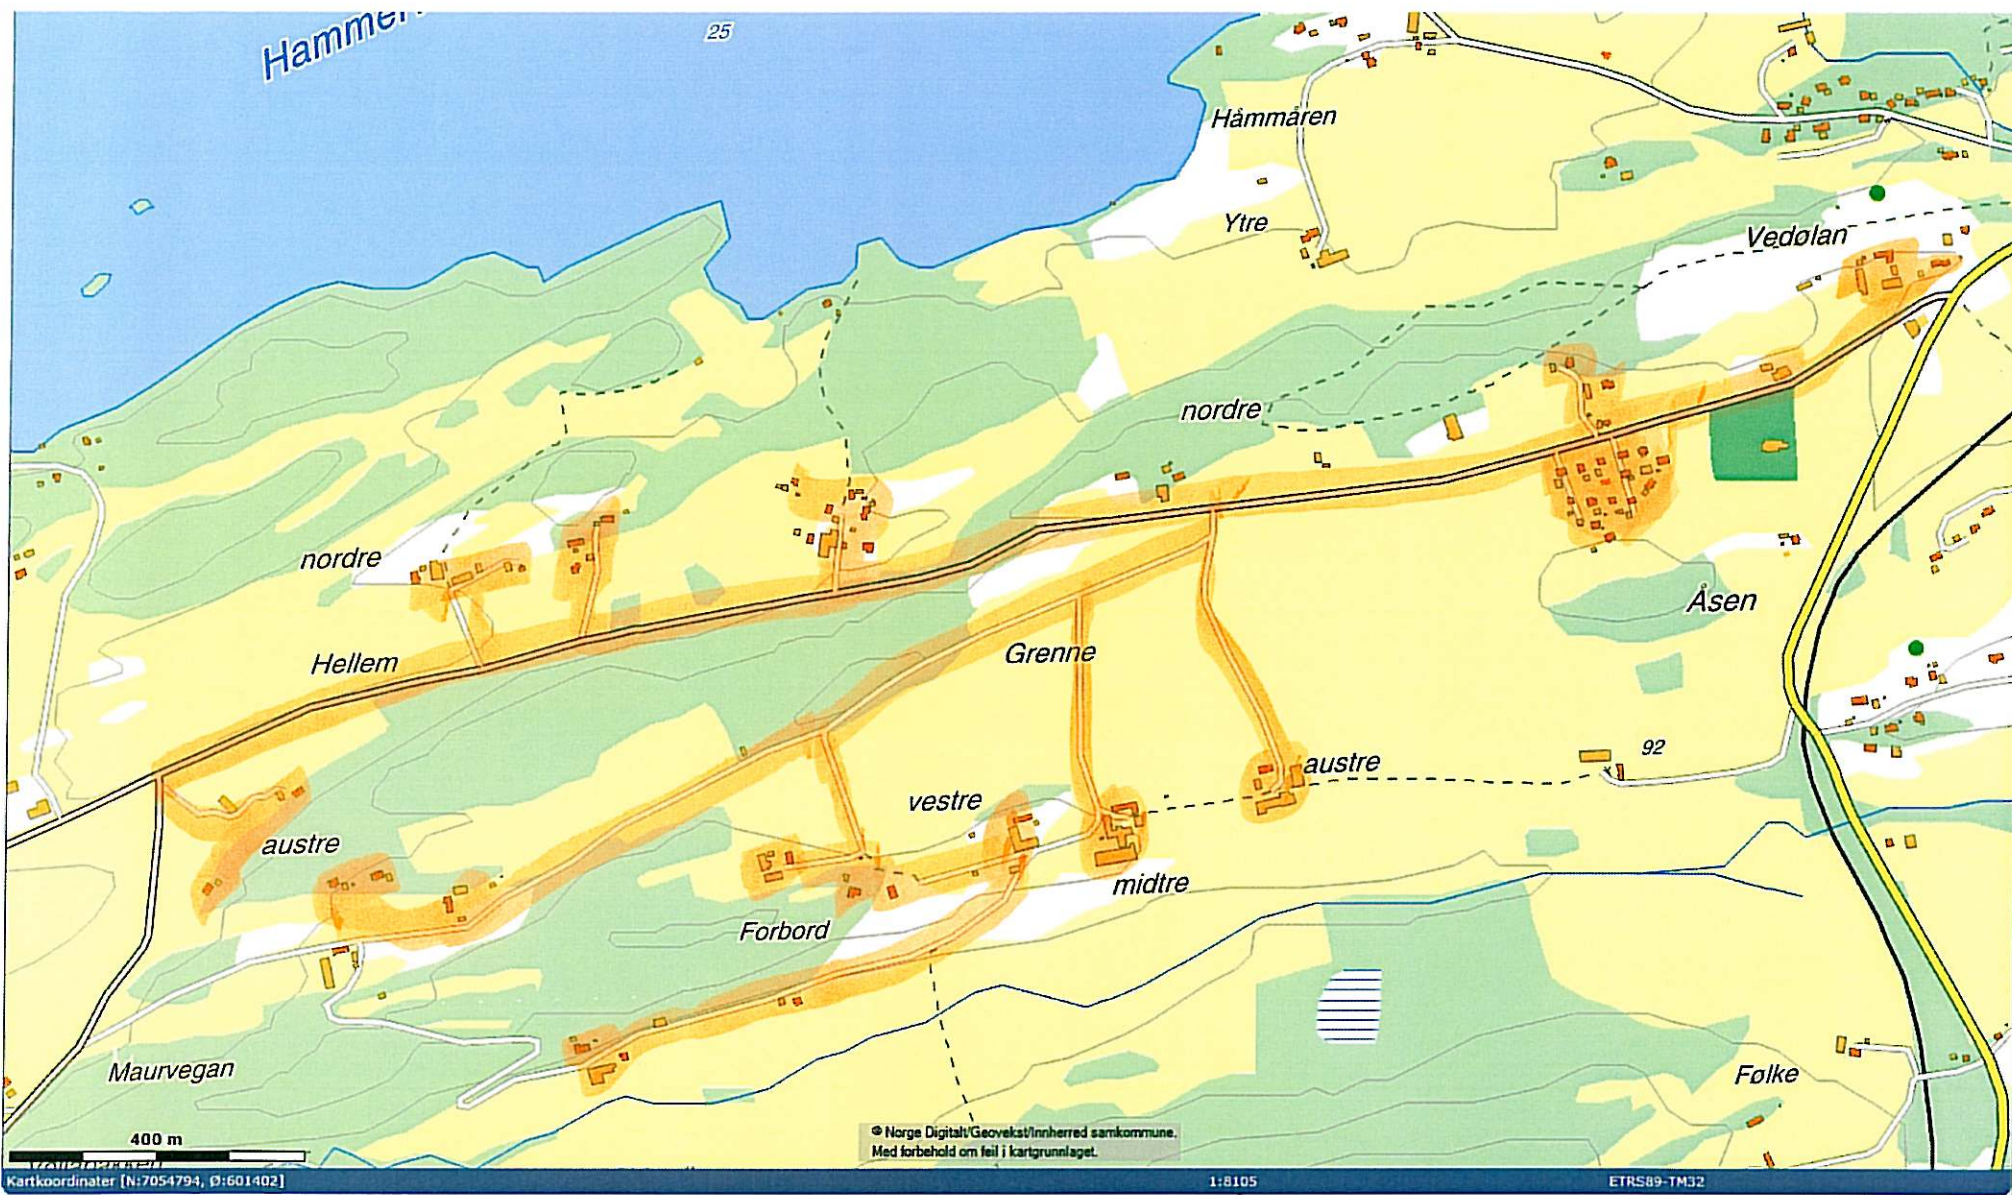 25
Håmmåren
Ytre
Vedølan
nordre
nordre
Åsen
Hellem
Grenne
92
austre
vestre
austre
midtre
Forbord
Maurvegan
Følke
400 m
© Norge Digitalt/Geovekst/Innherred samkommune.
Med forbehold om feil i kartgrunnlaget.
Kartkoordinater [N:7054794, Ø:601402] 1:8105 ETRS89-TM32